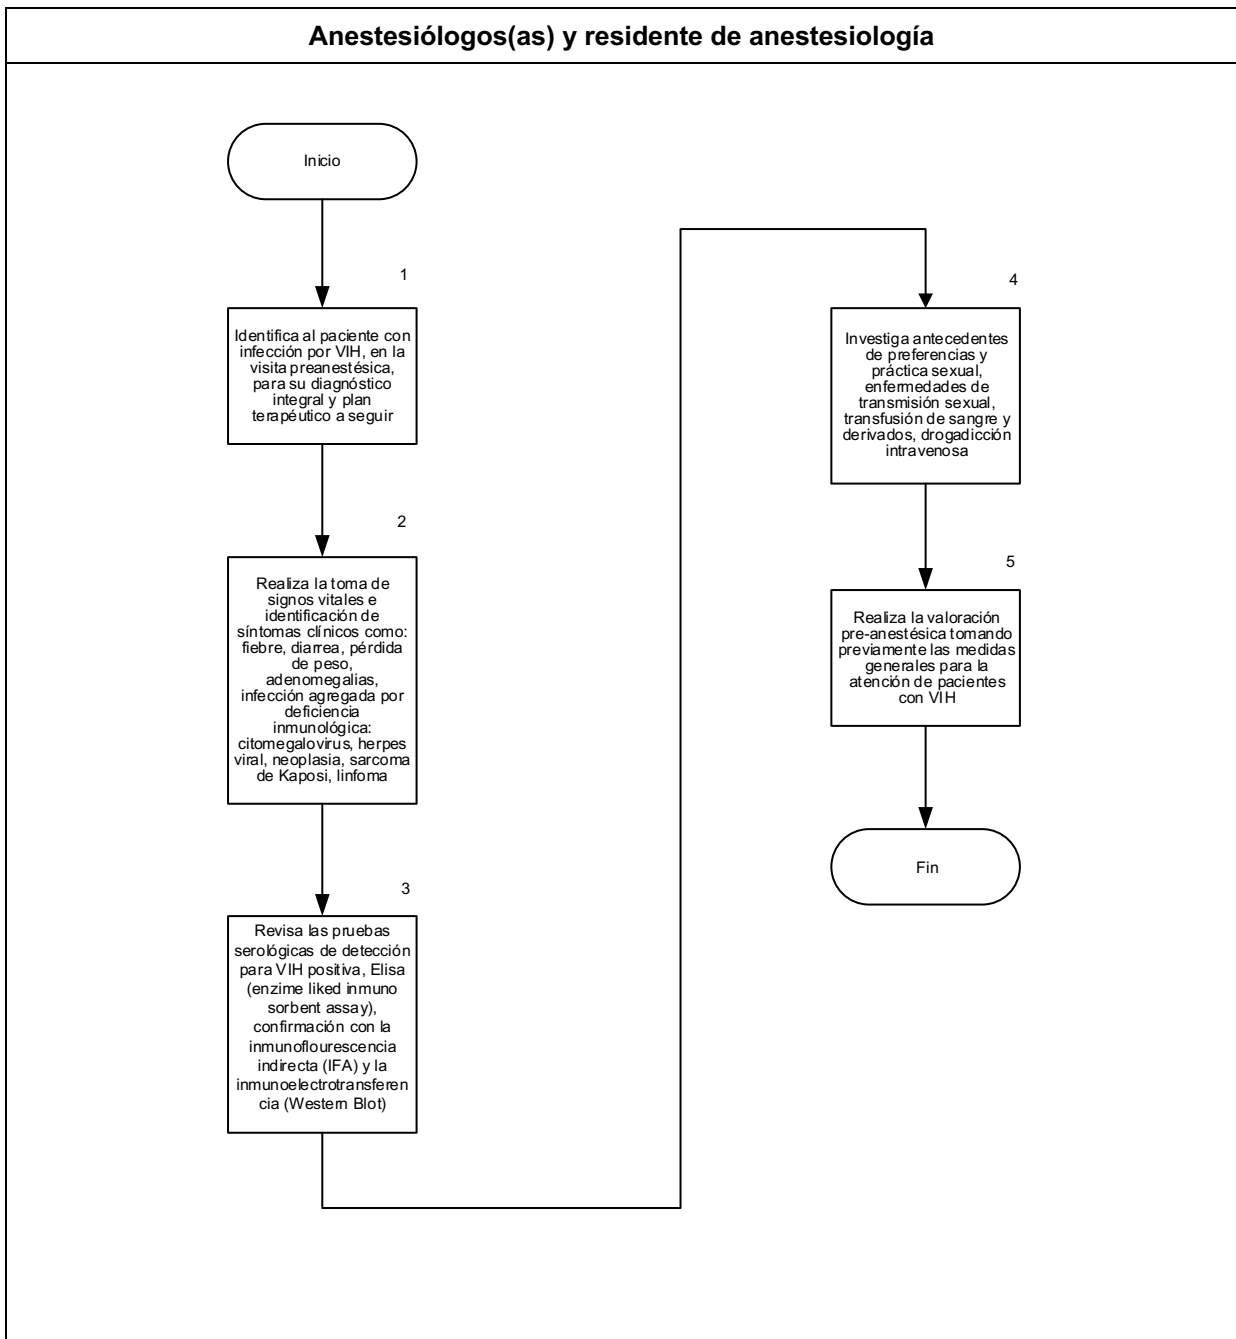 Anestesiólogos(as) y residente de anestesiología
Inicio
1
Identifica al paciente con
infección por VIH, en la
visita preanestésica,
para su diagnóstico
integral y plan
terapéutico a seguir
2
Realiza la toma de
signos vitales e
identificación de
síntomas clínicos como:
fiebre, diarrea, pérdida
de peso,
adenomegalias,
infección agregada por
deficiencia
inmunológica:
citomegalovirus, herpes
viral, neoplasia, sarcoma
de Kaposi, linfoma
3
Revisa las pruebas
serológicas de detección
para VIH positiva, Elisa
(enzime liked inmuno
sorbent assay),
confirmación con la
inmunoflourescencia
indirecta (IFA) y la
inmunoelectrotransferen
cia (Western Blot)
4
Investiga antecedentes
de preferencias y
práctica sexual,
enfermedades de
transmisión sexual,
transfusión de sangre y
derivados, drogadicción
intravenosa
5
Realiza la valoración
pre-anestésica tomando
previamente las medidas
generales para la
atención de pacientes
con VIH
Fin